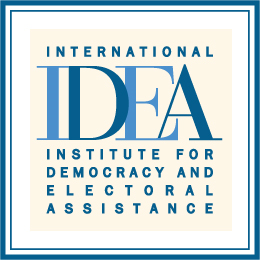 INTERNATIONAL
IDEA
INSTITUTE FOR
DEMOCRACY AND
ELECTORAL
ASSISTANCE